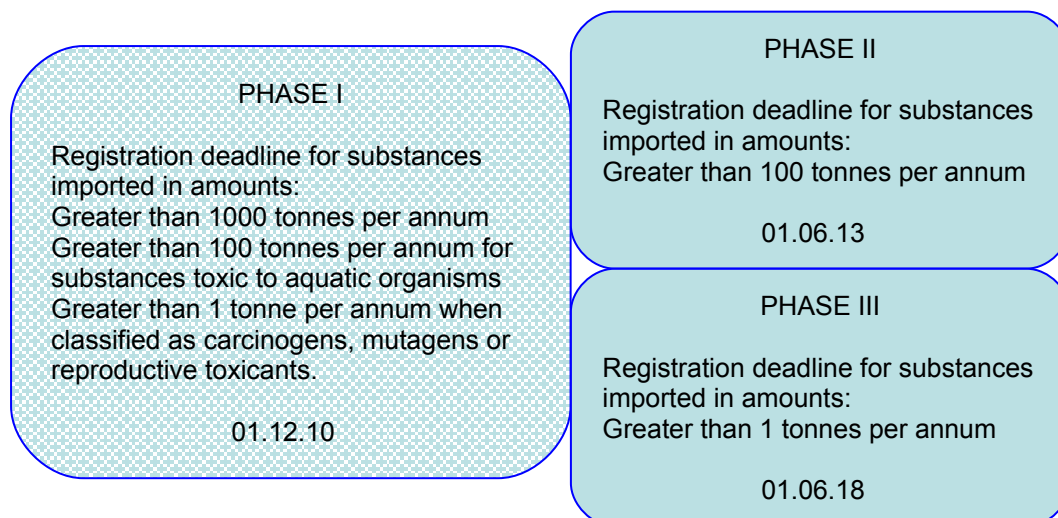 PHASE I
Registration deadline for substances
imported in amounts:
Greater than 1000 tonnes per annum
Greater than 100 tonnes per annum for
substances toxic to aquatic organisms
Greater than 1 tonne per annum when
classified as carcinogens, mutagens or
reproductive toxicants.
01.12.10
PHASE II
Registration deadline for substances
imported in amounts:
Greater than 100 tonnes per annum
01.06.13
PHASE III
Registration deadline for substances
imported in amounts:
Greater than 1 tonnes per annum
01.06.18